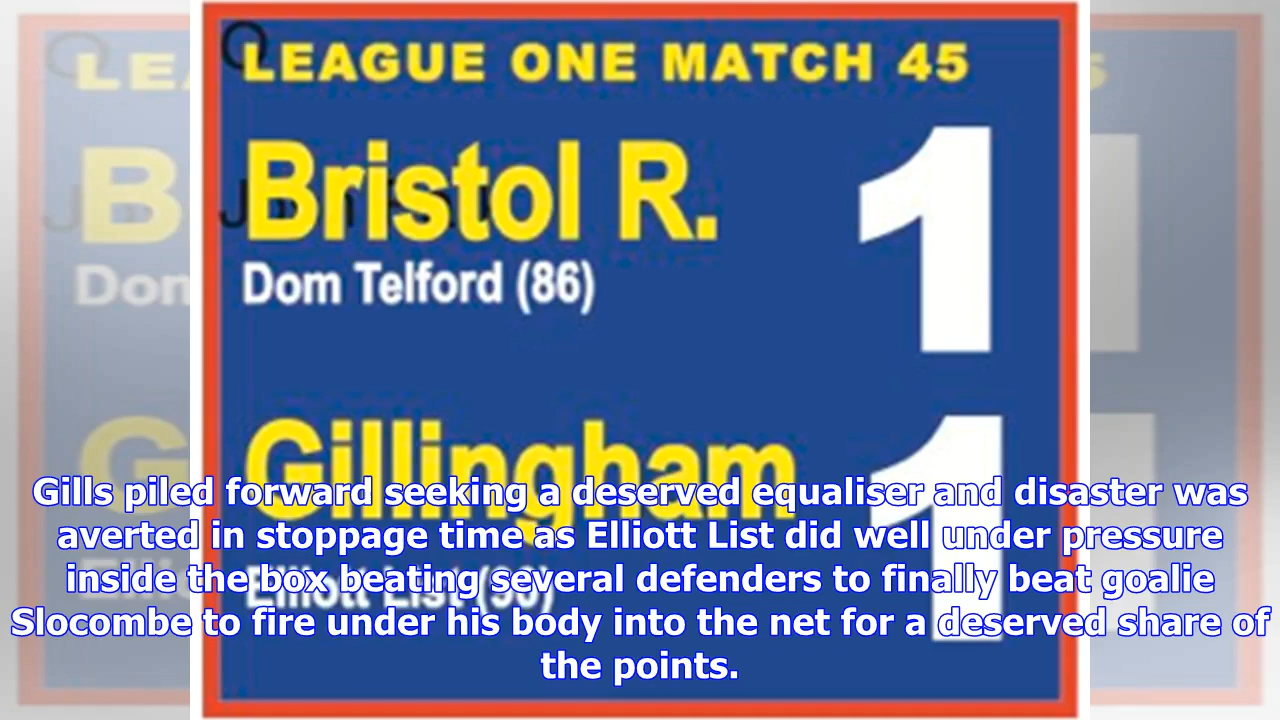 LEAGUE ONE MATCH 45
Bristol R. 1
Dom Telford (86)
Gillingham 1
Elliott List
Gills piled forward seeking a deserved equaliser and disaster was
averted in stoppage time as Elliott List did well under pressure
inside the box beating several defenders to finally beat goalie
Slocombe to fire under his body into the net for a deserved share of
the points.